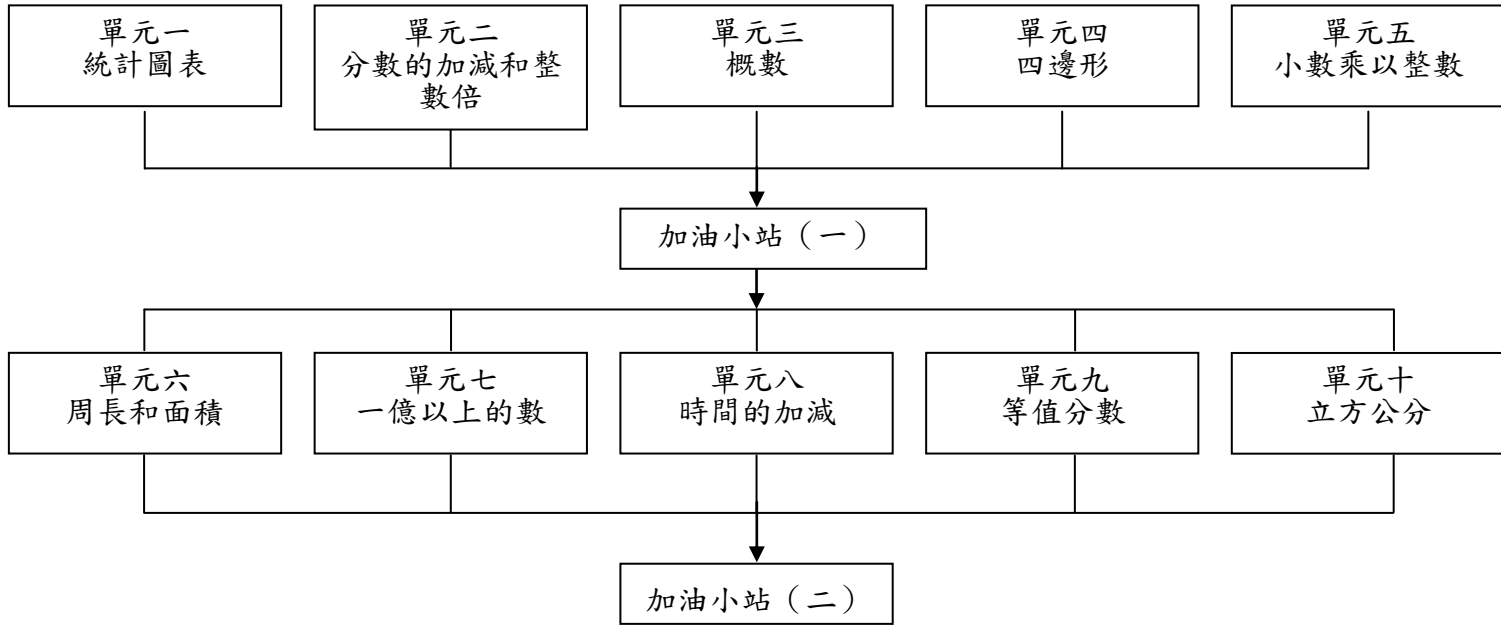 單元一
統計圖表
單元二
分數的加減和整
數倍
單元三
概數
單元四
四邊形
單元五
小數乘以整數
加油小站（一）
單元六
周長和面積
單元七
一億以上的數
單元八
時間的加減
單元九
等值分數
單元十
立方公分
加油小站（二）